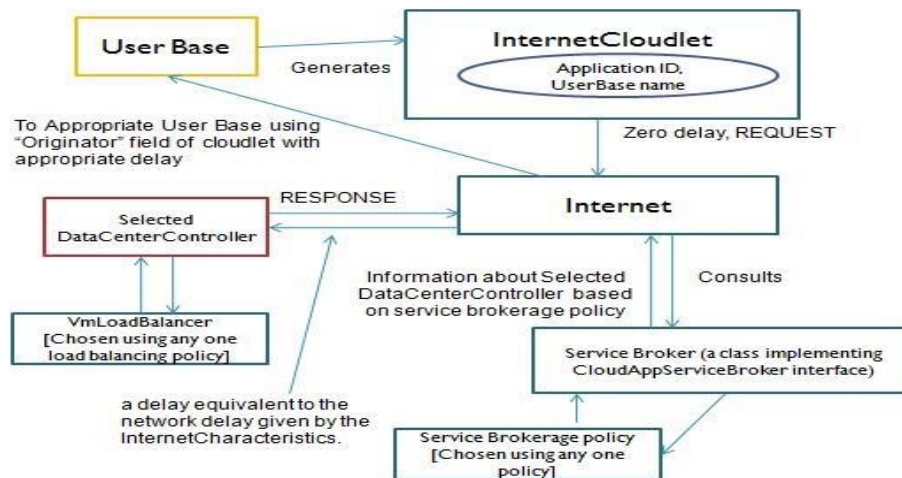 User Base
InternetCloudlet
Application ID,
UserBase name
Generates
To Appropriate User Base using
“Originator” field of cloudlet with
appropriate delay
Zero delay, REQUEST
RESPONSE
Internet
Selected
DataCenterController
Information about Selected
DataCenterController based
on service brokerage policy
Consults
VmLoadBalancer
[Chosen using any one
load balancing policy]
Service Broker (a class implementing
CloudAppServiceBroker interface)
a delay equivalent to the
network delay given by the
InternetCharacteristics.
Service Brokerage policy
[Chosen using any one
policy]